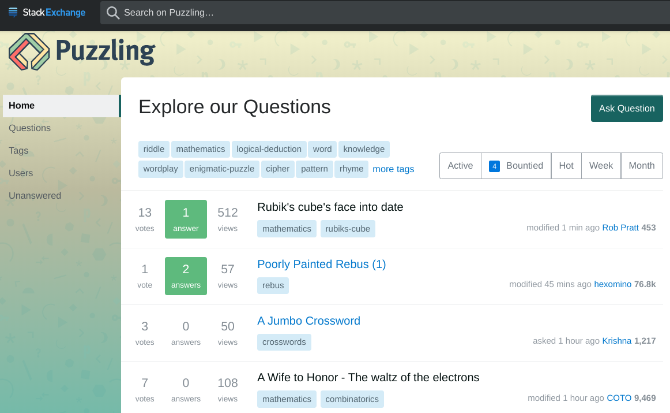 StackExchange Search on Puzzling…
Puzzling
Home
Questions
Tags
Users
Unanswered
Explore our Questions
Ask Question
riddle mathematics logical-deduction word knowledge
wordplay enigmatic-puzzle cipher pattern rhyme more tags
Active 4 Bountied Hot Week Month
13 1 512 Rubik's cube's face into date
votes answer views mathematics rubiks-cube modified 1 min ago Rob Pratt 453
1 2 57 Poorly Painted Rebus (1)
vote answers views rebus modified 45 mins ago hexomino 76.8k
3 0 50 A Jumbo Crossword
votes answers views crosswords asked 1 hour ago Krishna 1,217
7 0 108 A Wife to Honor - The waltz of the electrons
votes answers views mathematics combinatorics modified 1 hour ago COTO 9,469